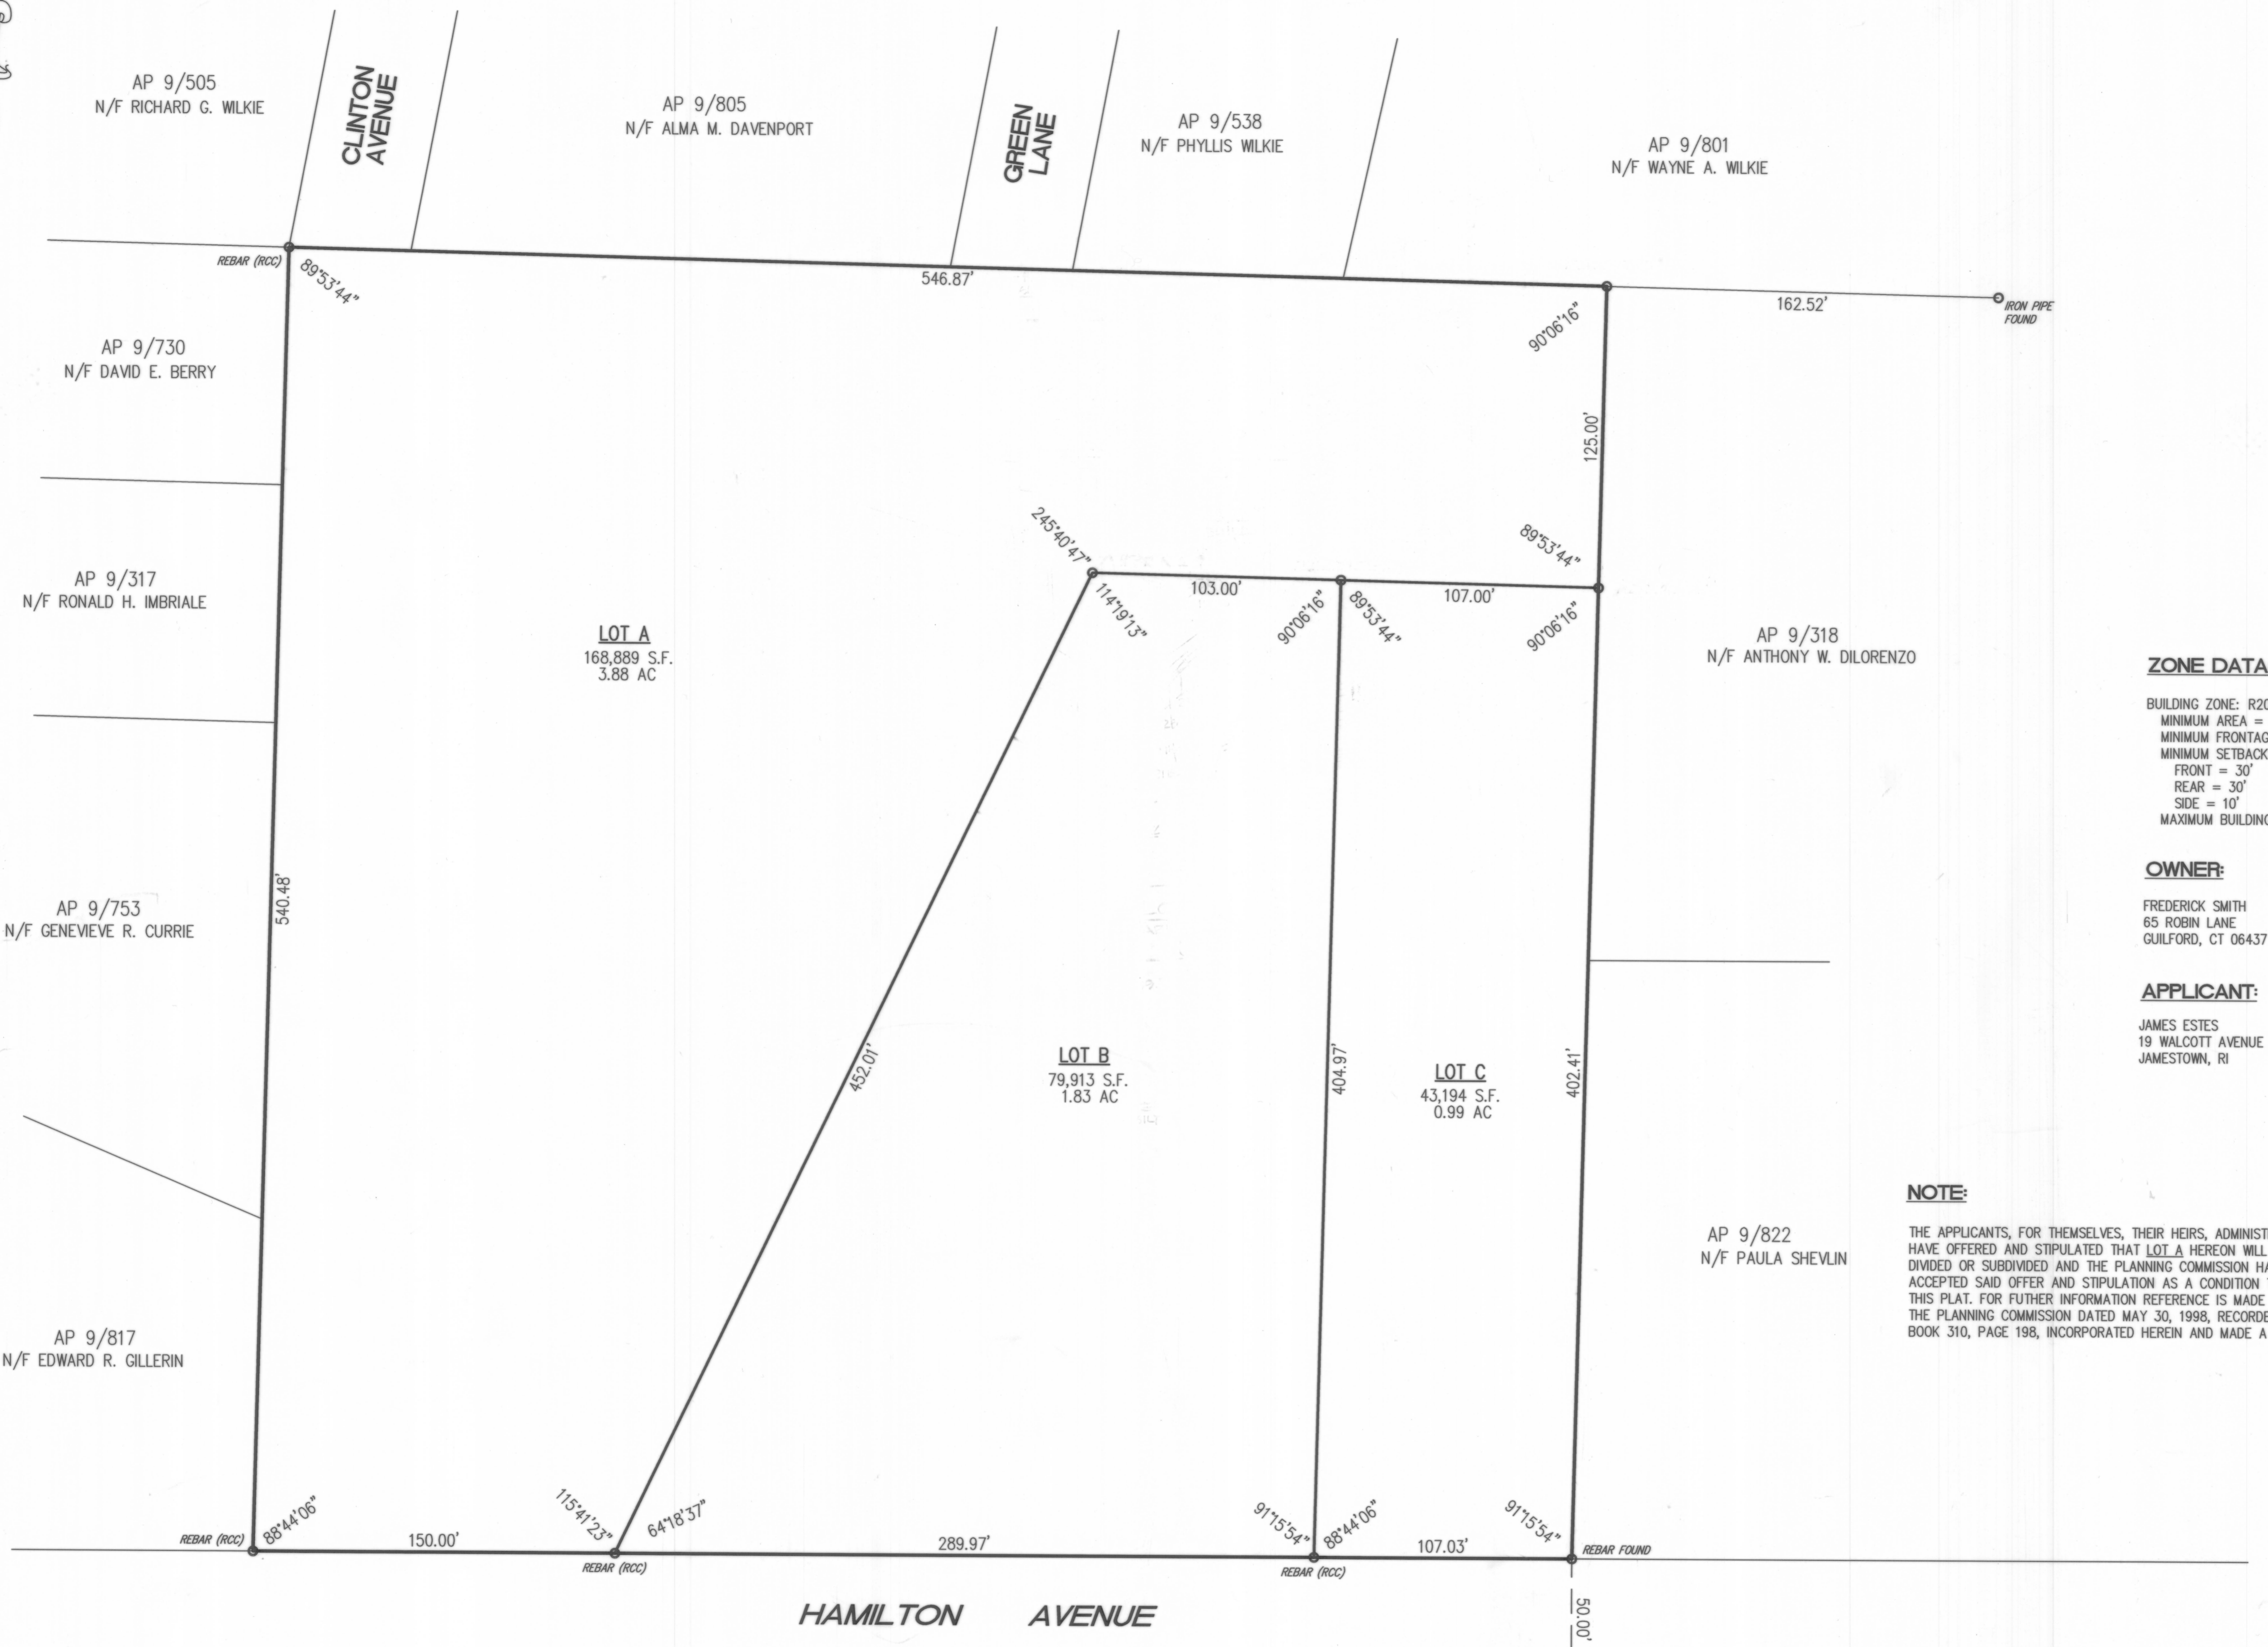 AP 9/505
N/F RICHARD G. WILKIE
CLINTON
AVENUE
AP 9/805
N/F ALMA M. DAVENPORT
GREEN
LANE
AP 9/538
N/F PHYLLIS WILKIE
AP 9/801
N/F WAYNE A. WILKIE
REBAR (RCC)
89°53'44"
546.87'
90°06'16"
162.52'
IRON PIPE
FOUND
AP 9/730
N/F DAVID E. BERRY
125.00'
245°40'47"
89°53'44"
103.00'
107.00'
114°19'13"
90°06'16"
89°53'44"
90°06'16"
AP 9/317
N/F RONALD H. IMBRIALE
LOT A
168,889 S.F.
3.88 AC
AP 9/318
N/F ANTHONY W. DILORENZO
ZONE DATA
BUILDING ZONE: R20
MINIMUM AREA =
MINIMUM FRONTAG
MINIMUM SETBACK
FRONT = 30'
REAR = 30'
SIDE = 10'
MAXIMUM BUILDING
OWNER:
FREDERICK SMITH
65 ROBIN LANE
GUILFORD, CT 06437
AP 9/753
N/F GENEVIEVE R. CURRIE
540.48'
452.01'
LOT B
79,913 S.F.
1.83 AC
404.97'
LOT C
43,194 S.F.
0.99 AC
402.41'
APPLICANT:
JAMES ESTES
19 WALCOTT AVENUE
JAMESTOWN, RI
NOTE:
THE APPLICANTS, FOR THEMSELVES, THEIR HEIRS, ADMINIST
HAVE OFFERED AND STIPULATED THAT LOT A HEREON WILL
DIVIDED OR SUBDIVIDED AND THE PLANNING COMMISSION HA
ACCEPTED SAID OFFER AND STIPULATION AS A CONDITION
THIS PLAT. FOR FUTHER INFORMATION REFERENCE IS MADE
THE PLANNING COMMISSION DATED MAY 30, 1998, RECORDE
BOOK 310, PAGE 198, INCORPORATED HEREIN AND MADE A
AP 9/822
N/F PAULA SHEVLIN
AP 9/817
N/F EDWARD R. GILLERIN
REBAR (RCC)
88°44'06"
150.00'
115°41'23"
64°18'37"
REBAR (RCC)
289.97'
91°15'54"
88°44'06"
REBAR (RCC)
107.03'
91°15'54"
REBAR FOUND
HAMILTON AVENUE
50.00'